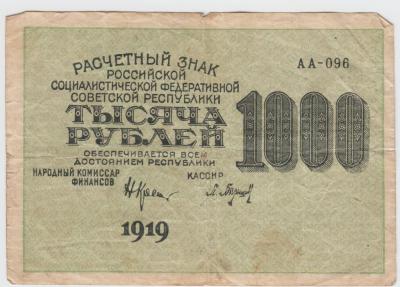 РАСЧЕТНЫЙ ЗНАК
РОССИЙСКОЙ
СОЦИАЛИСТИЧЕСКОЙ ФЕДЕРАТИВНОЙ
СОВЕТСКОЙ РЕСПУБЛИКИ
АА-096
ТЫСЯЧА
РУБЛЕЙ
1000
ОБЕСПЕЧИВАЕТСЯ ВСЕМ
ДОСТОЯНИЕМ РЕСПУБЛИКИ
НАРОДНЫЙ КОМИССАР
ФИНАНСОВ
КАССИР
1919